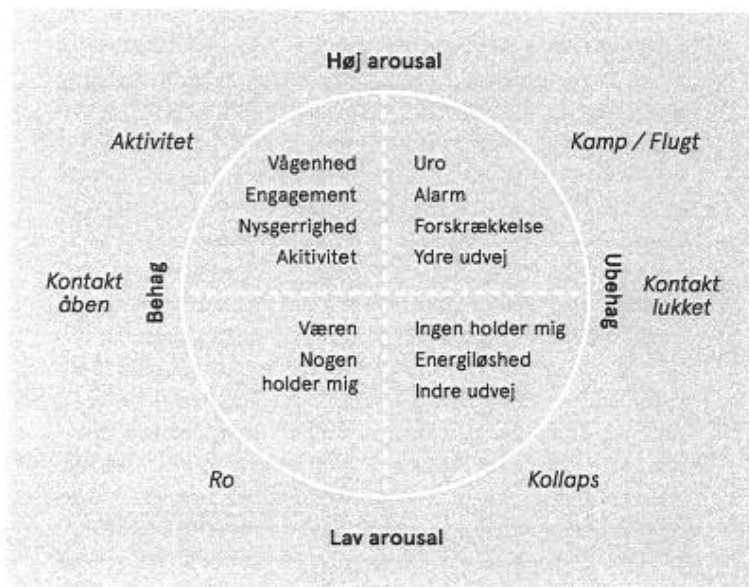 Høj arousal
Aktivitet
Kamp / Flugt
Vågenhed
Engagement
Nysgerrighed
Akitivitet
Uro
Alarm
Forskrækkelse
Ydre udvej
Kontakt
åben
Behag
Ubehag
Kontakt
lukket
Væren
Nogen
holder mig
Ingen holder mig
Energiløshed
Indre udvej
Ro
Kollaps
Lav arousal